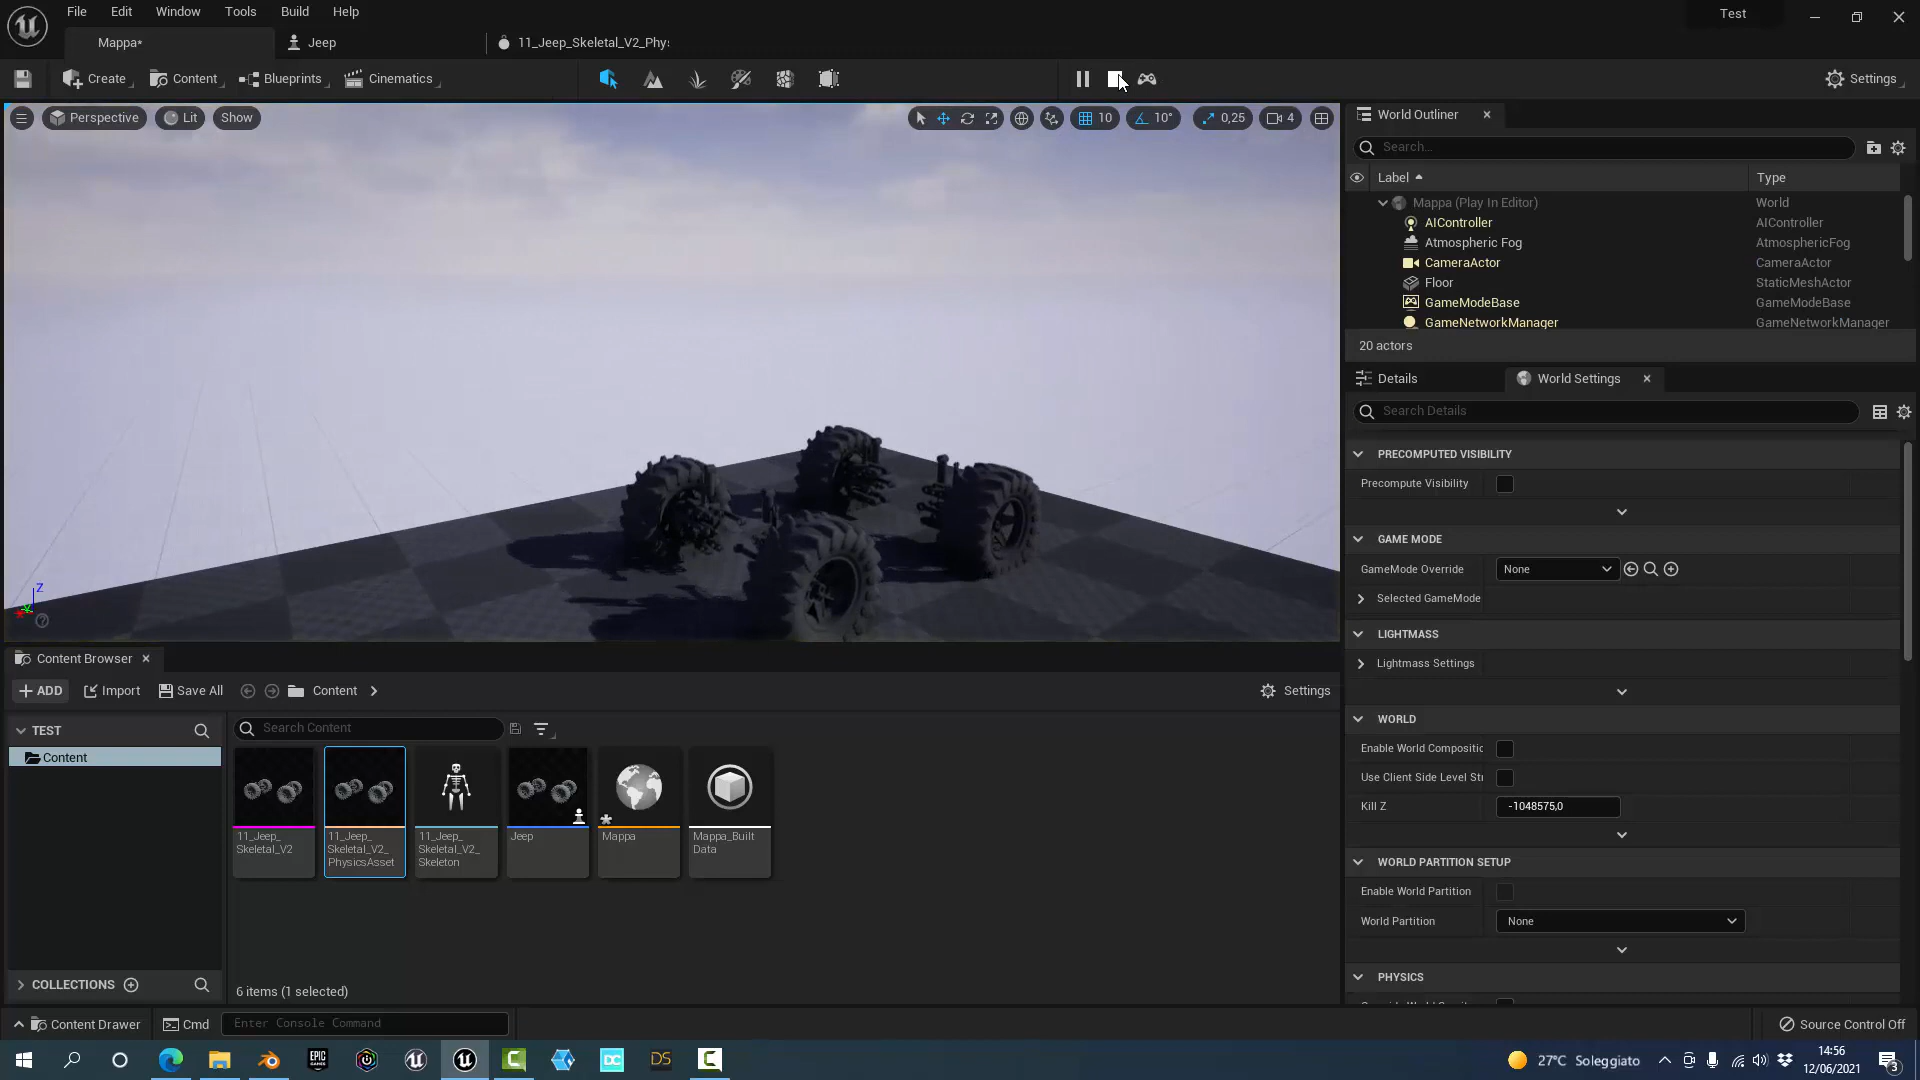 File Edit Window Tools Build Help
Test
Mappa*
Jeep
11_Jeep_Skeletal_V2_Phys
Create
Content
Blueprints
Cinematics
Settings
Perspective
Lit
Show
10
10°
0,25
4
World Outliner
Search...
Label
Type
Mappa (Play In Editor) World
AIController AIController
Atmospheric Fog AtmosphericFog
CameraActor CameraActor
Floor StaticMeshActor
GameModeBase GameModeBase
GameNetworkManager GameNetworkManager
20 actors
Details
World Settings
Search Details
PRECOMPUTED VISIBILITY
Precompute Visibility
GAME MODE
GameMode Override None
Selected GameMode
LIGHTMASS
Lightmass Settings
WORLD
Enable World Compositic
Use Client Side Level Str
Kill Z -1048575,0
WORLD PARTITION SETUP
Enable World Partition
World Partition None
PHYSICS
Z
Content Browser
ADD
Import
Save All
Content
Settings
TEST
Search Content
Content
11_Jeep_
Skeletal_V2
11_Jeep_
Skeletal_V2_
PhysicsAsset
11_Jeep_
Skeletal_V2_
Skeleton
Jeep
Mappa
Mappa_Built
Data
COLLECTIONS
6 items (1 selected)
Content Drawer
Cmd
Enter Console Command
Source Control Off
EPIC
GAMES
DC
DS
27°C Soleggiato
14:56
12/06/2021
3